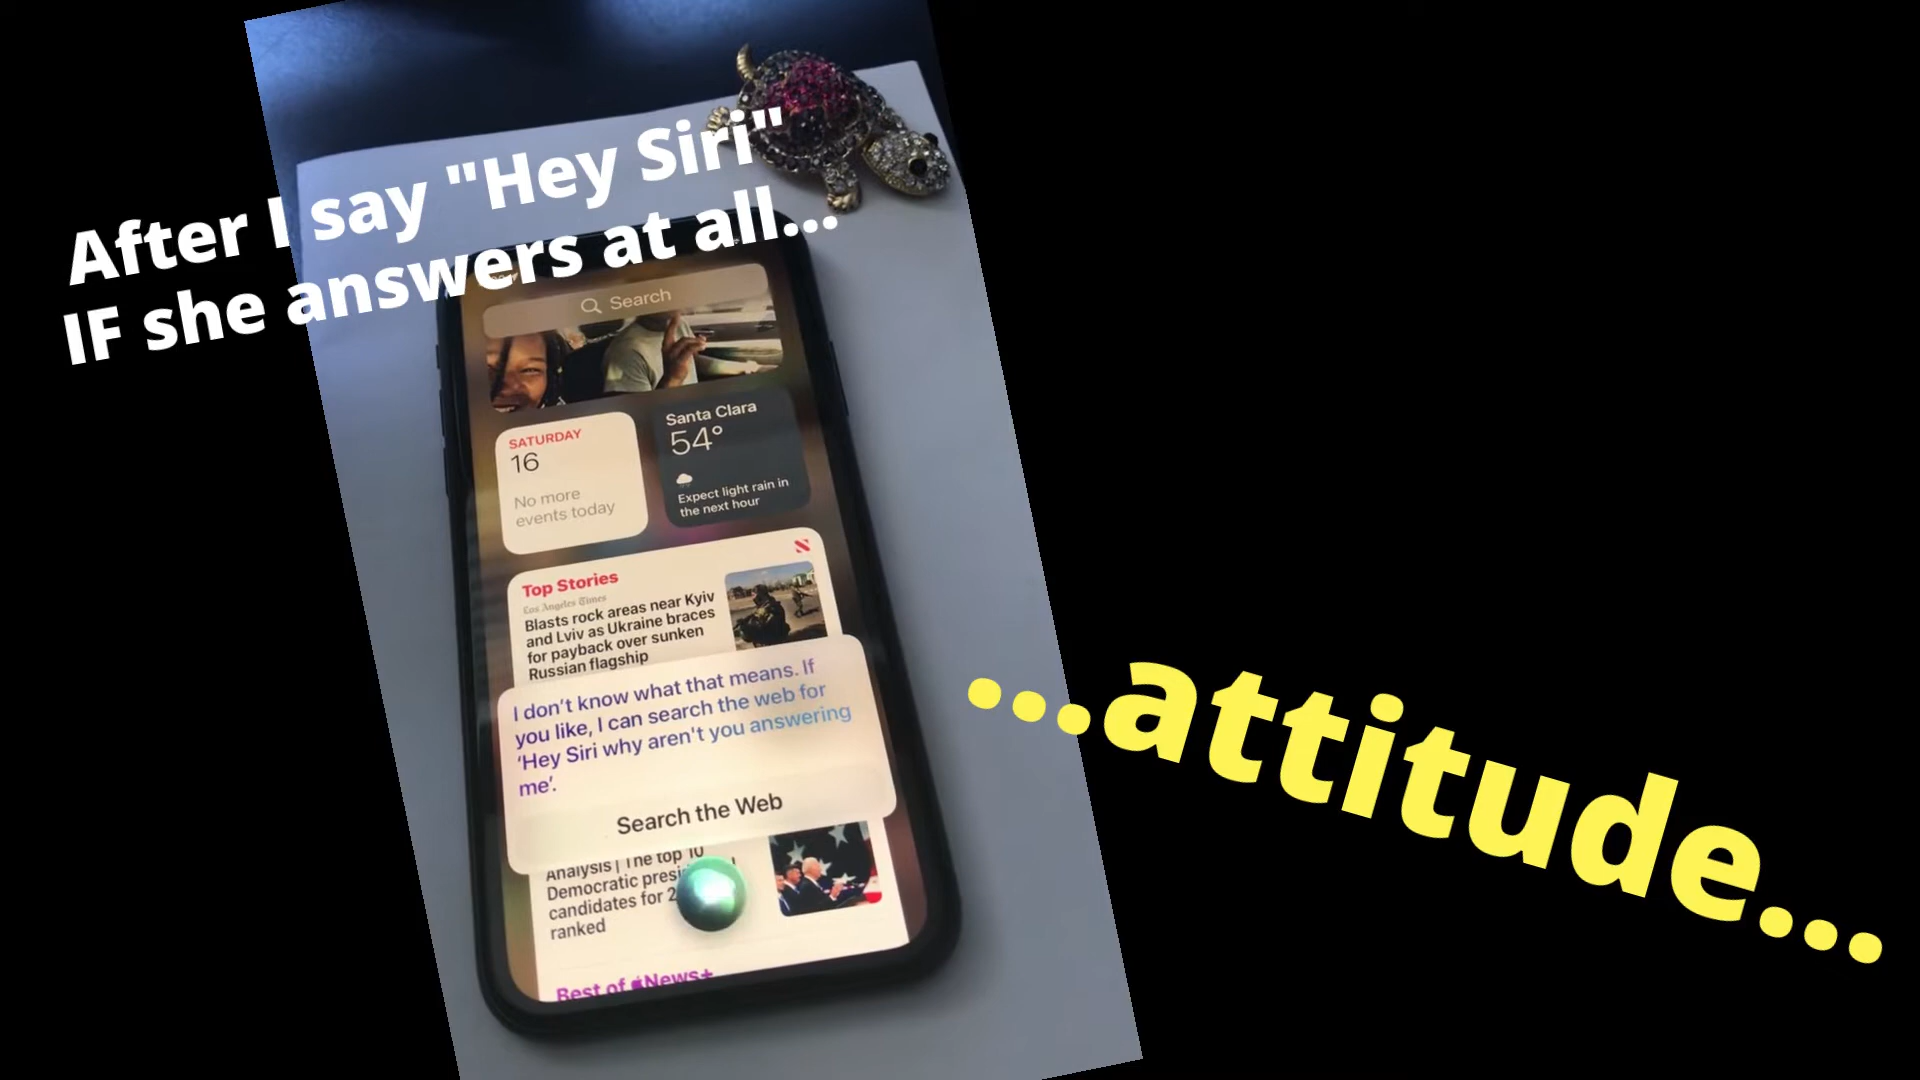 After I say "Hey Siri"
IF she answers at all...
Search
SATURDAY
16
No more
events today
Santa Clara
54°
Expect light rain in
the next hour
Top Stories
Los Angeles Times
Blasts rock areas near Kyiv
and Lviv as Ukraine braces
for payback over sunken
Russian flagship
I don't know what that means. If
you like, I can search the web for
‘Hey Siri why aren't you answering
me’.
Search the Web
...attitude...
Analysis | The top 10
Democratic
candidates for
ranked
Best of News+